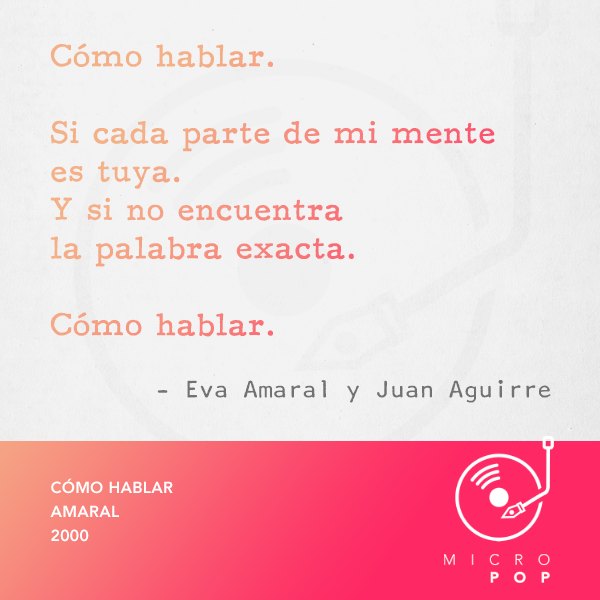 Cómo hablar.
Si cada parte de mi mente
es tuya.
Y si no encuentra
la palabra exacta.
Cómo hablar.
– Eva Amaral y Juan Aguirre
CÓMO HABLAR
AMARAL
2000
MICRO
POP